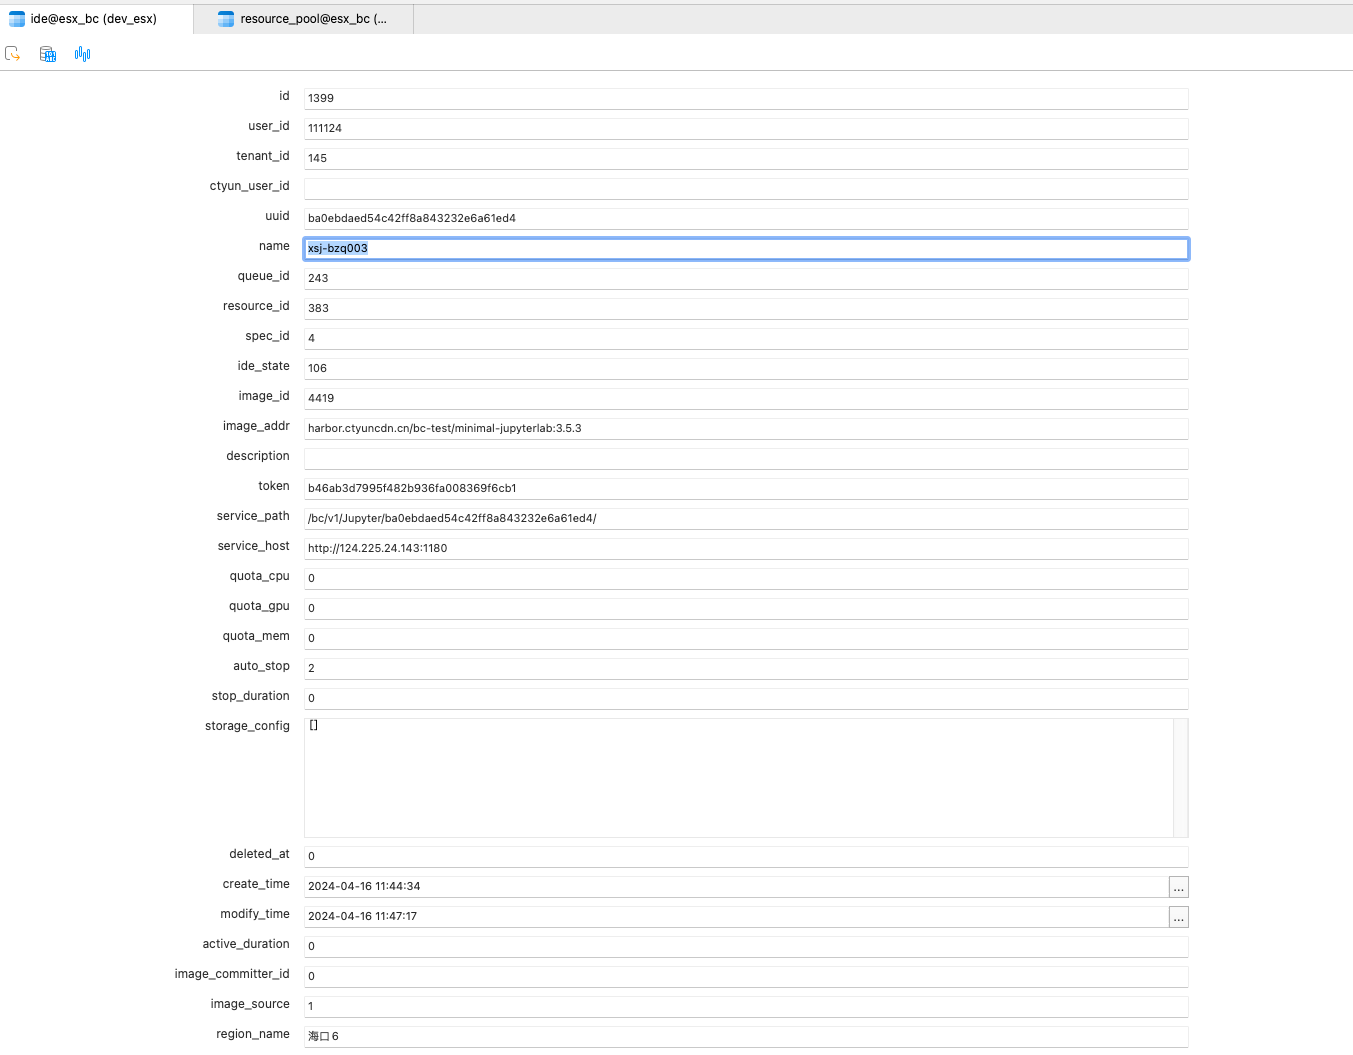 ide@esx_bc (dev_esx)
resource_pool@esx_bc (...
id 1399
user_id 111124
tenant_id 145
ctyun_user_id
uuid ba0ebdaed54c42ff8a843232e6a61ed4
name xsj-bzq003
queue_id 243
resource_id 383
spec_id 4
ide_state 106
image_id 4419
image_addr harbor.ctyuncdn.cn/bc-test/minimal-jupyterlab:3.5.3
description
token b46ab3d7995f482b936fa008369f6cb1
service_path /bc/v1/Jupyter/ba0ebdaed54c42ff8a843232e6a61ed4/
service_host http://124.225.24.143:1180
quota_cpu 0
quota_gpu 0
quota_mem 0
auto_stop 2
stop_duration 0
storage_config []
deleted_at 0
create_time 2024-04-16 11:44:34 ...
modify_time 2024-04-16 11:47:17 ...
active_duration 0
image_committer_id 0
image_source 1
region_name 海口6